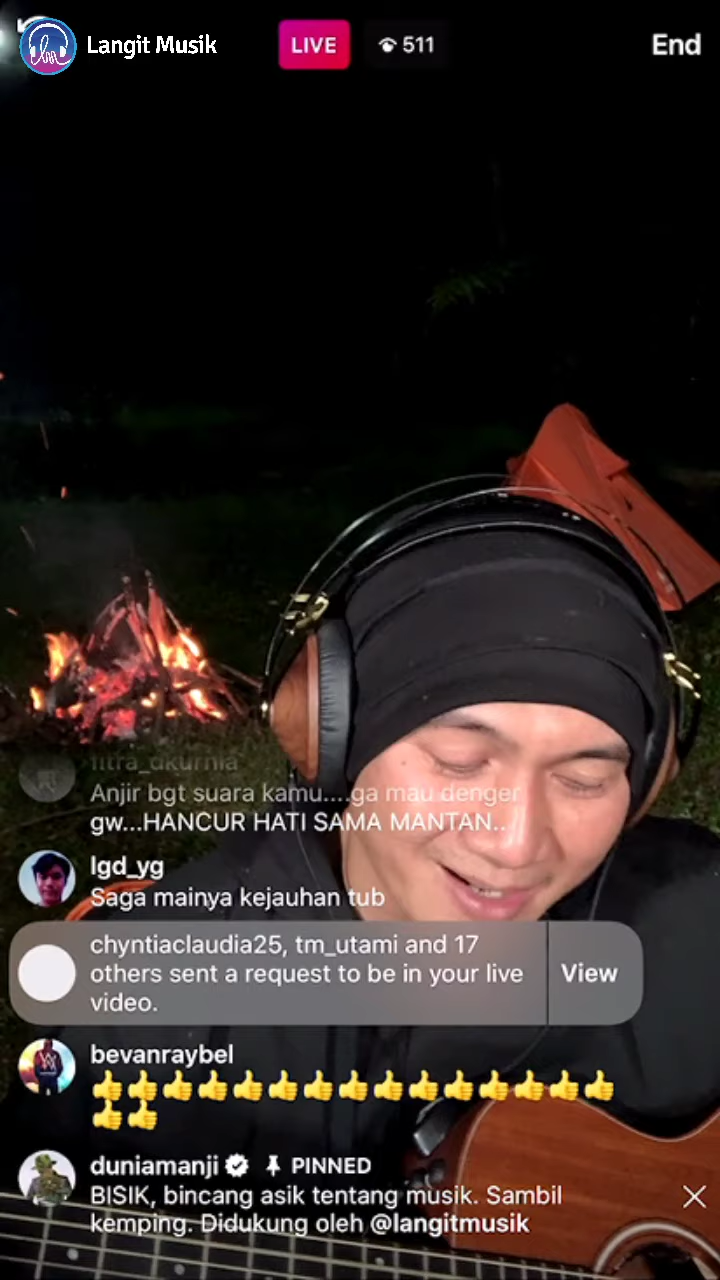 Langit Musik
LIVE
511
End
fitra_dkurnia
Anjir bgt suara kamu....ga mau denger
gw...HANCUR HATI SAMA MANTAN..
lgd_yg
Saga mainya kejauhan tub
chyntiaclaudia25, tm_utami and 17
others sent a request to be in your live
video.
View
bevanraybel
👍👍👍👍👍👍👍👍👍👍👍👍👍👍👍
👍👍
duniamanji PINNED
BISIK, bincang asik tentang musik. Sambil
kemping. Didukung oleh @langitmusik